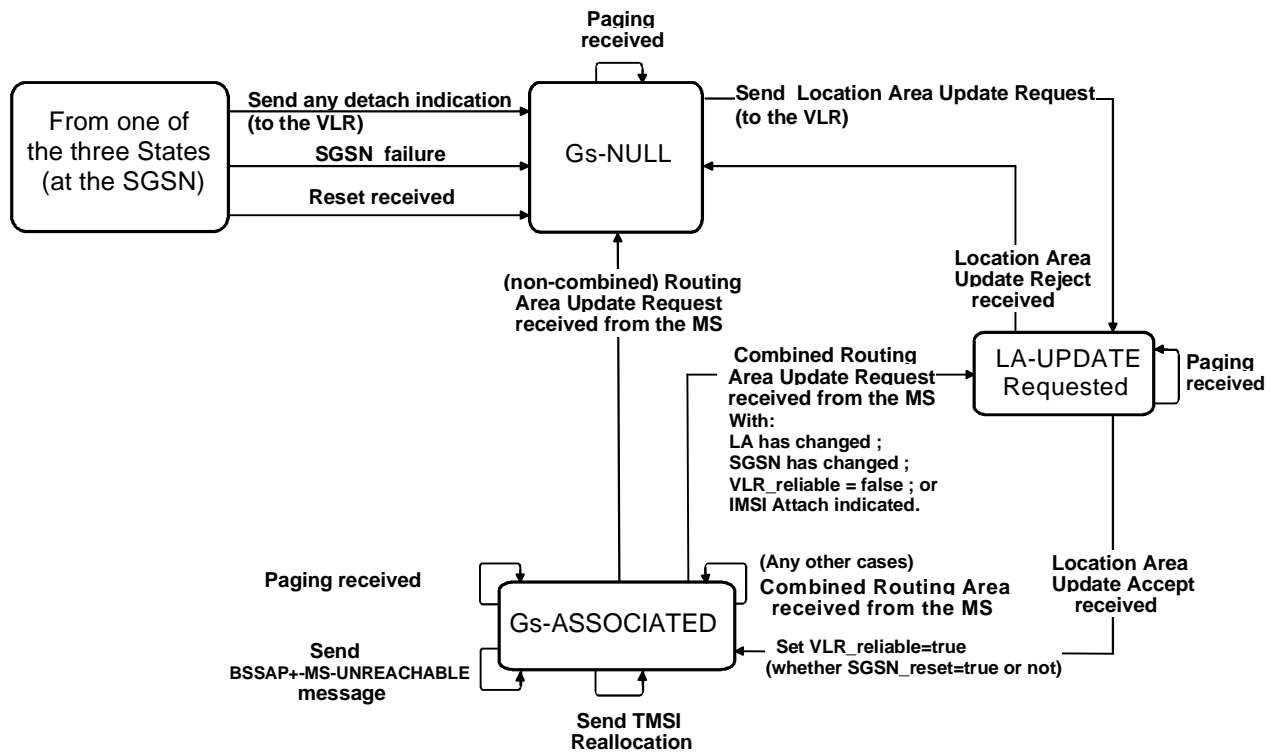 Paging
received
From one of
the three States
(at the SGSN)
Send any detach indication
(to the VLR)
SGSN failure
Reset received
Gs-NULL
Send Location Area Update Request
(to the VLR)
Location Area
Update Reject
received
(non-combined) Routing
Area Update Request
received from the MS
LA-UPDATE
Requested
Paging
received
Combined Routing
Area Update Request
received from the MS
With:
LA has changed ;
SGSN has changed ;
VLR_reliable = false ; or
IMSI Attach indicated.
Location Area
Update Accept
received
Paging received
Gs-ASSOCIATED
(Any other cases)
Combined Routing Area
received from the MS
Set VLR_reliable=true
(whether SGSN_reset=true or not)
Send
BSSAP+-MS-UNREACHABLE
message
Send TMSI
Reallocation